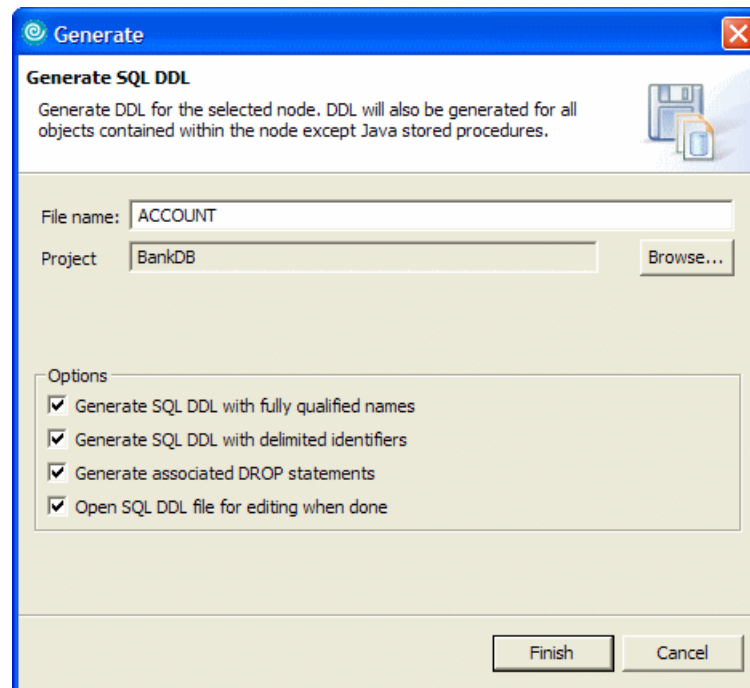 Generate
Generate SQL DDL
Generate DDL for the selected node. DDL will also be generated for all
objects contained within the node except Java stored procedures.
File name: ACCOUNT
Project BankDB Browse...
Options
Generate SQL DDL with fully qualified names
Generate SQL DDL with delimited identifiers
Generate associated DROP statements
Open SQL DDL file for editing when done
Finish Cancel